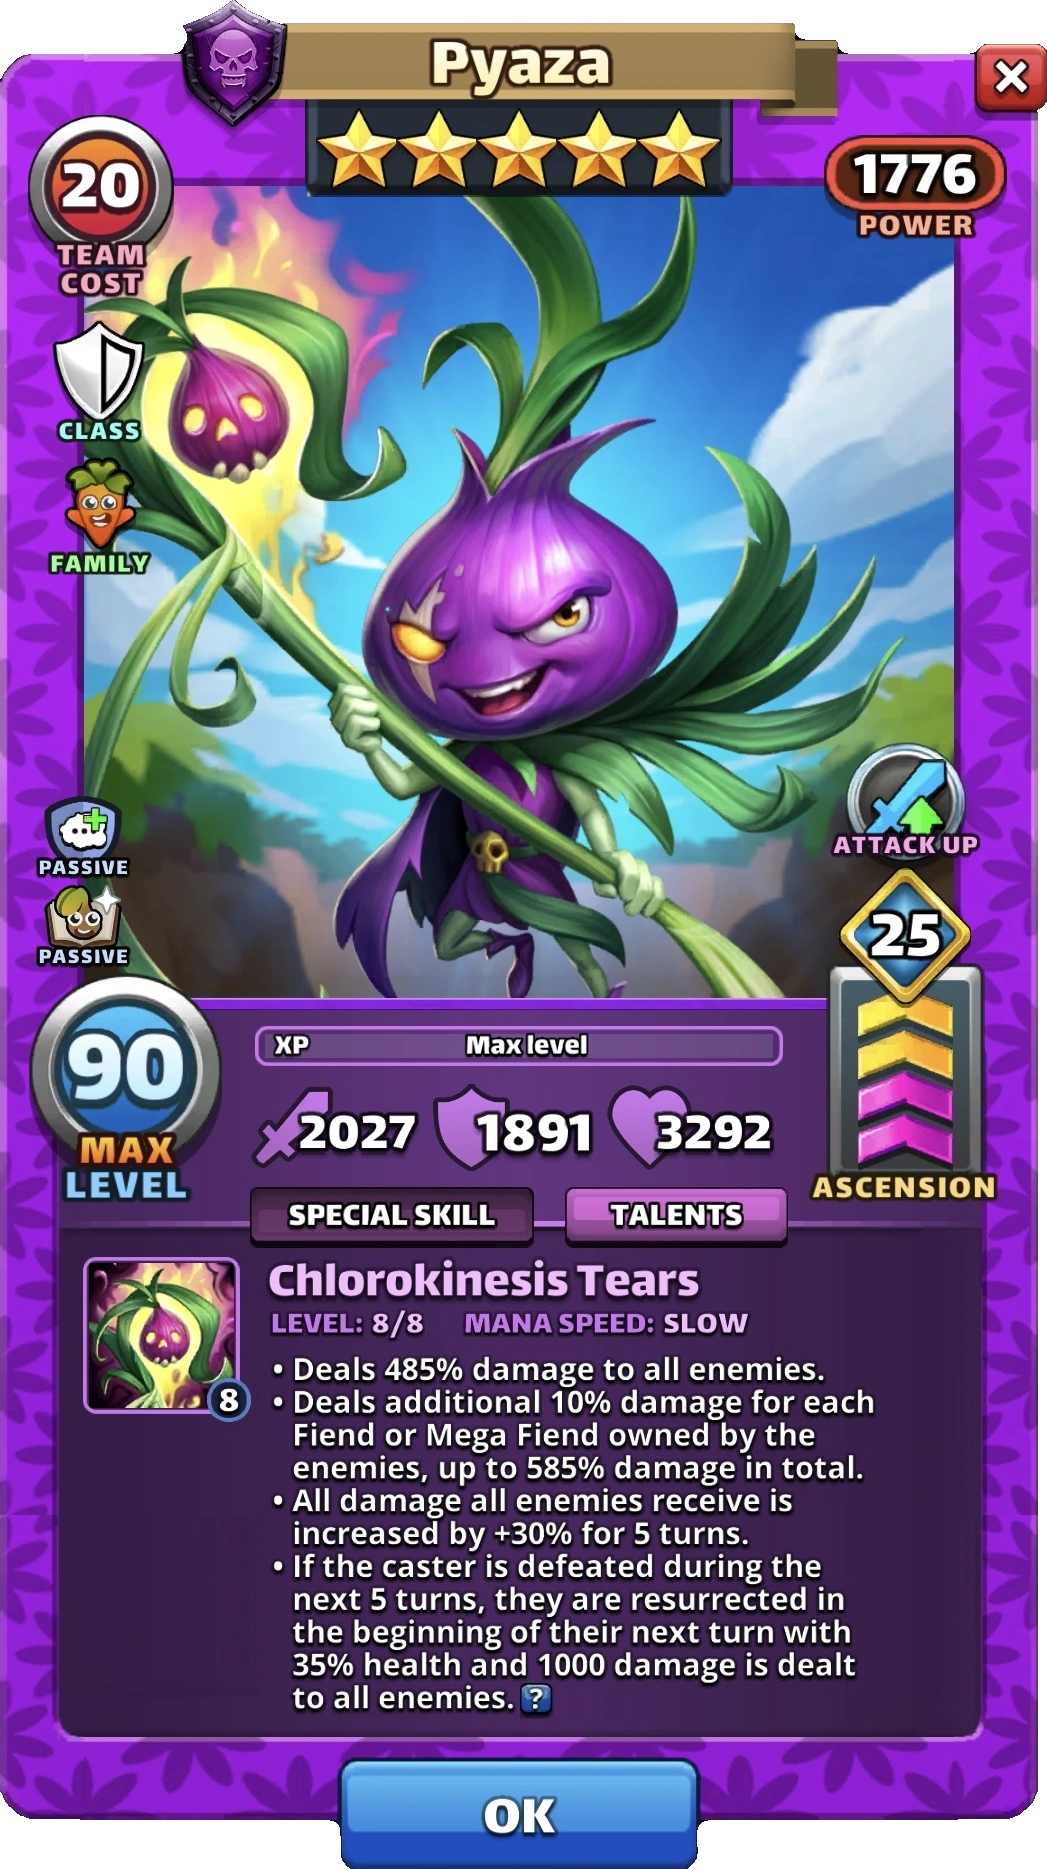 Pyaza
20
TEAM
COST
1776
POWER
CLASS
FAMILY
PASSIVE
PASSIVE
ATTACK UP
25
90
MAX
LEVEL
XP Max level
2027 1891 3292
ASCENSION
SPECIAL SKILL TALENTS
8
Chlorokinesis Tears
LEVEL: 8/8 MANA SPEED: SLOW
• Deals 485% damage to all enemies.
• Deals additional 10% damage for each
Fiend or Mega Fiend owned by the
enemies, up to 585% damage in total.
• All damage all enemies receive is
increased by +30% for 5 turns.
• If the caster is defeated during the
next 5 turns, they are resurrected in
the beginning of their next turn with
35% health and 1000 damage is dealt
to all enemies. ?
OK